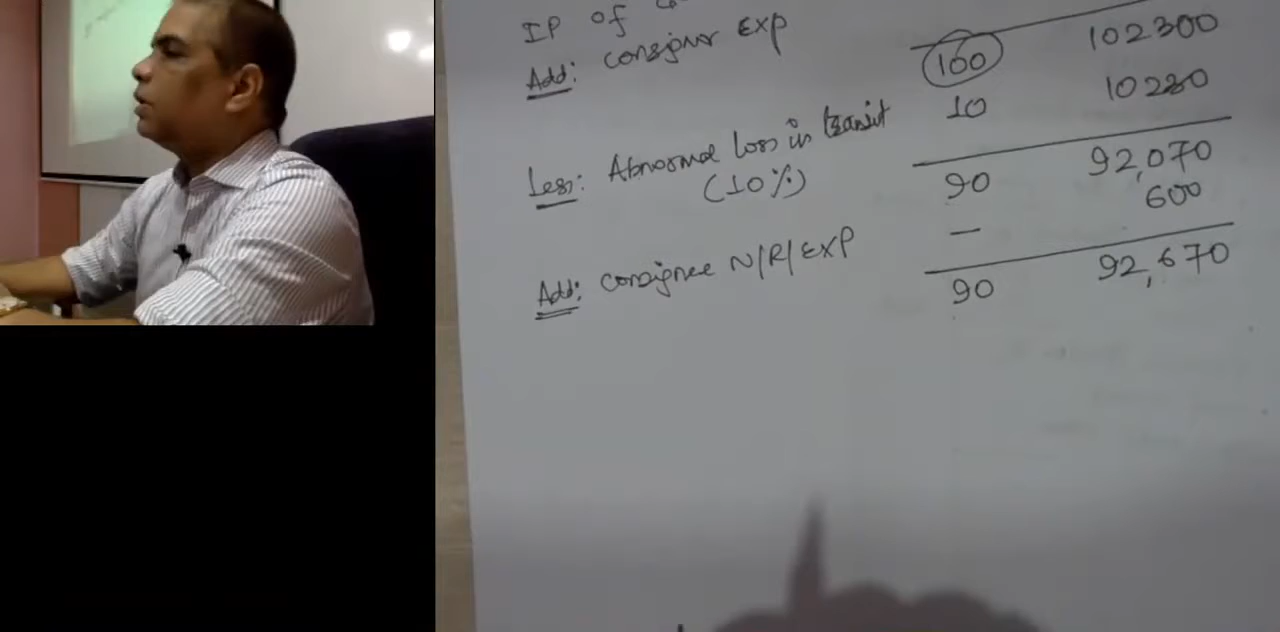 IP of
Add: consignor Exp
100 102300
Less: Abnormal loss in transit 10 10230
(10%)
90 92,070
Add: consignee N/R/EXP — 600
90 92,670